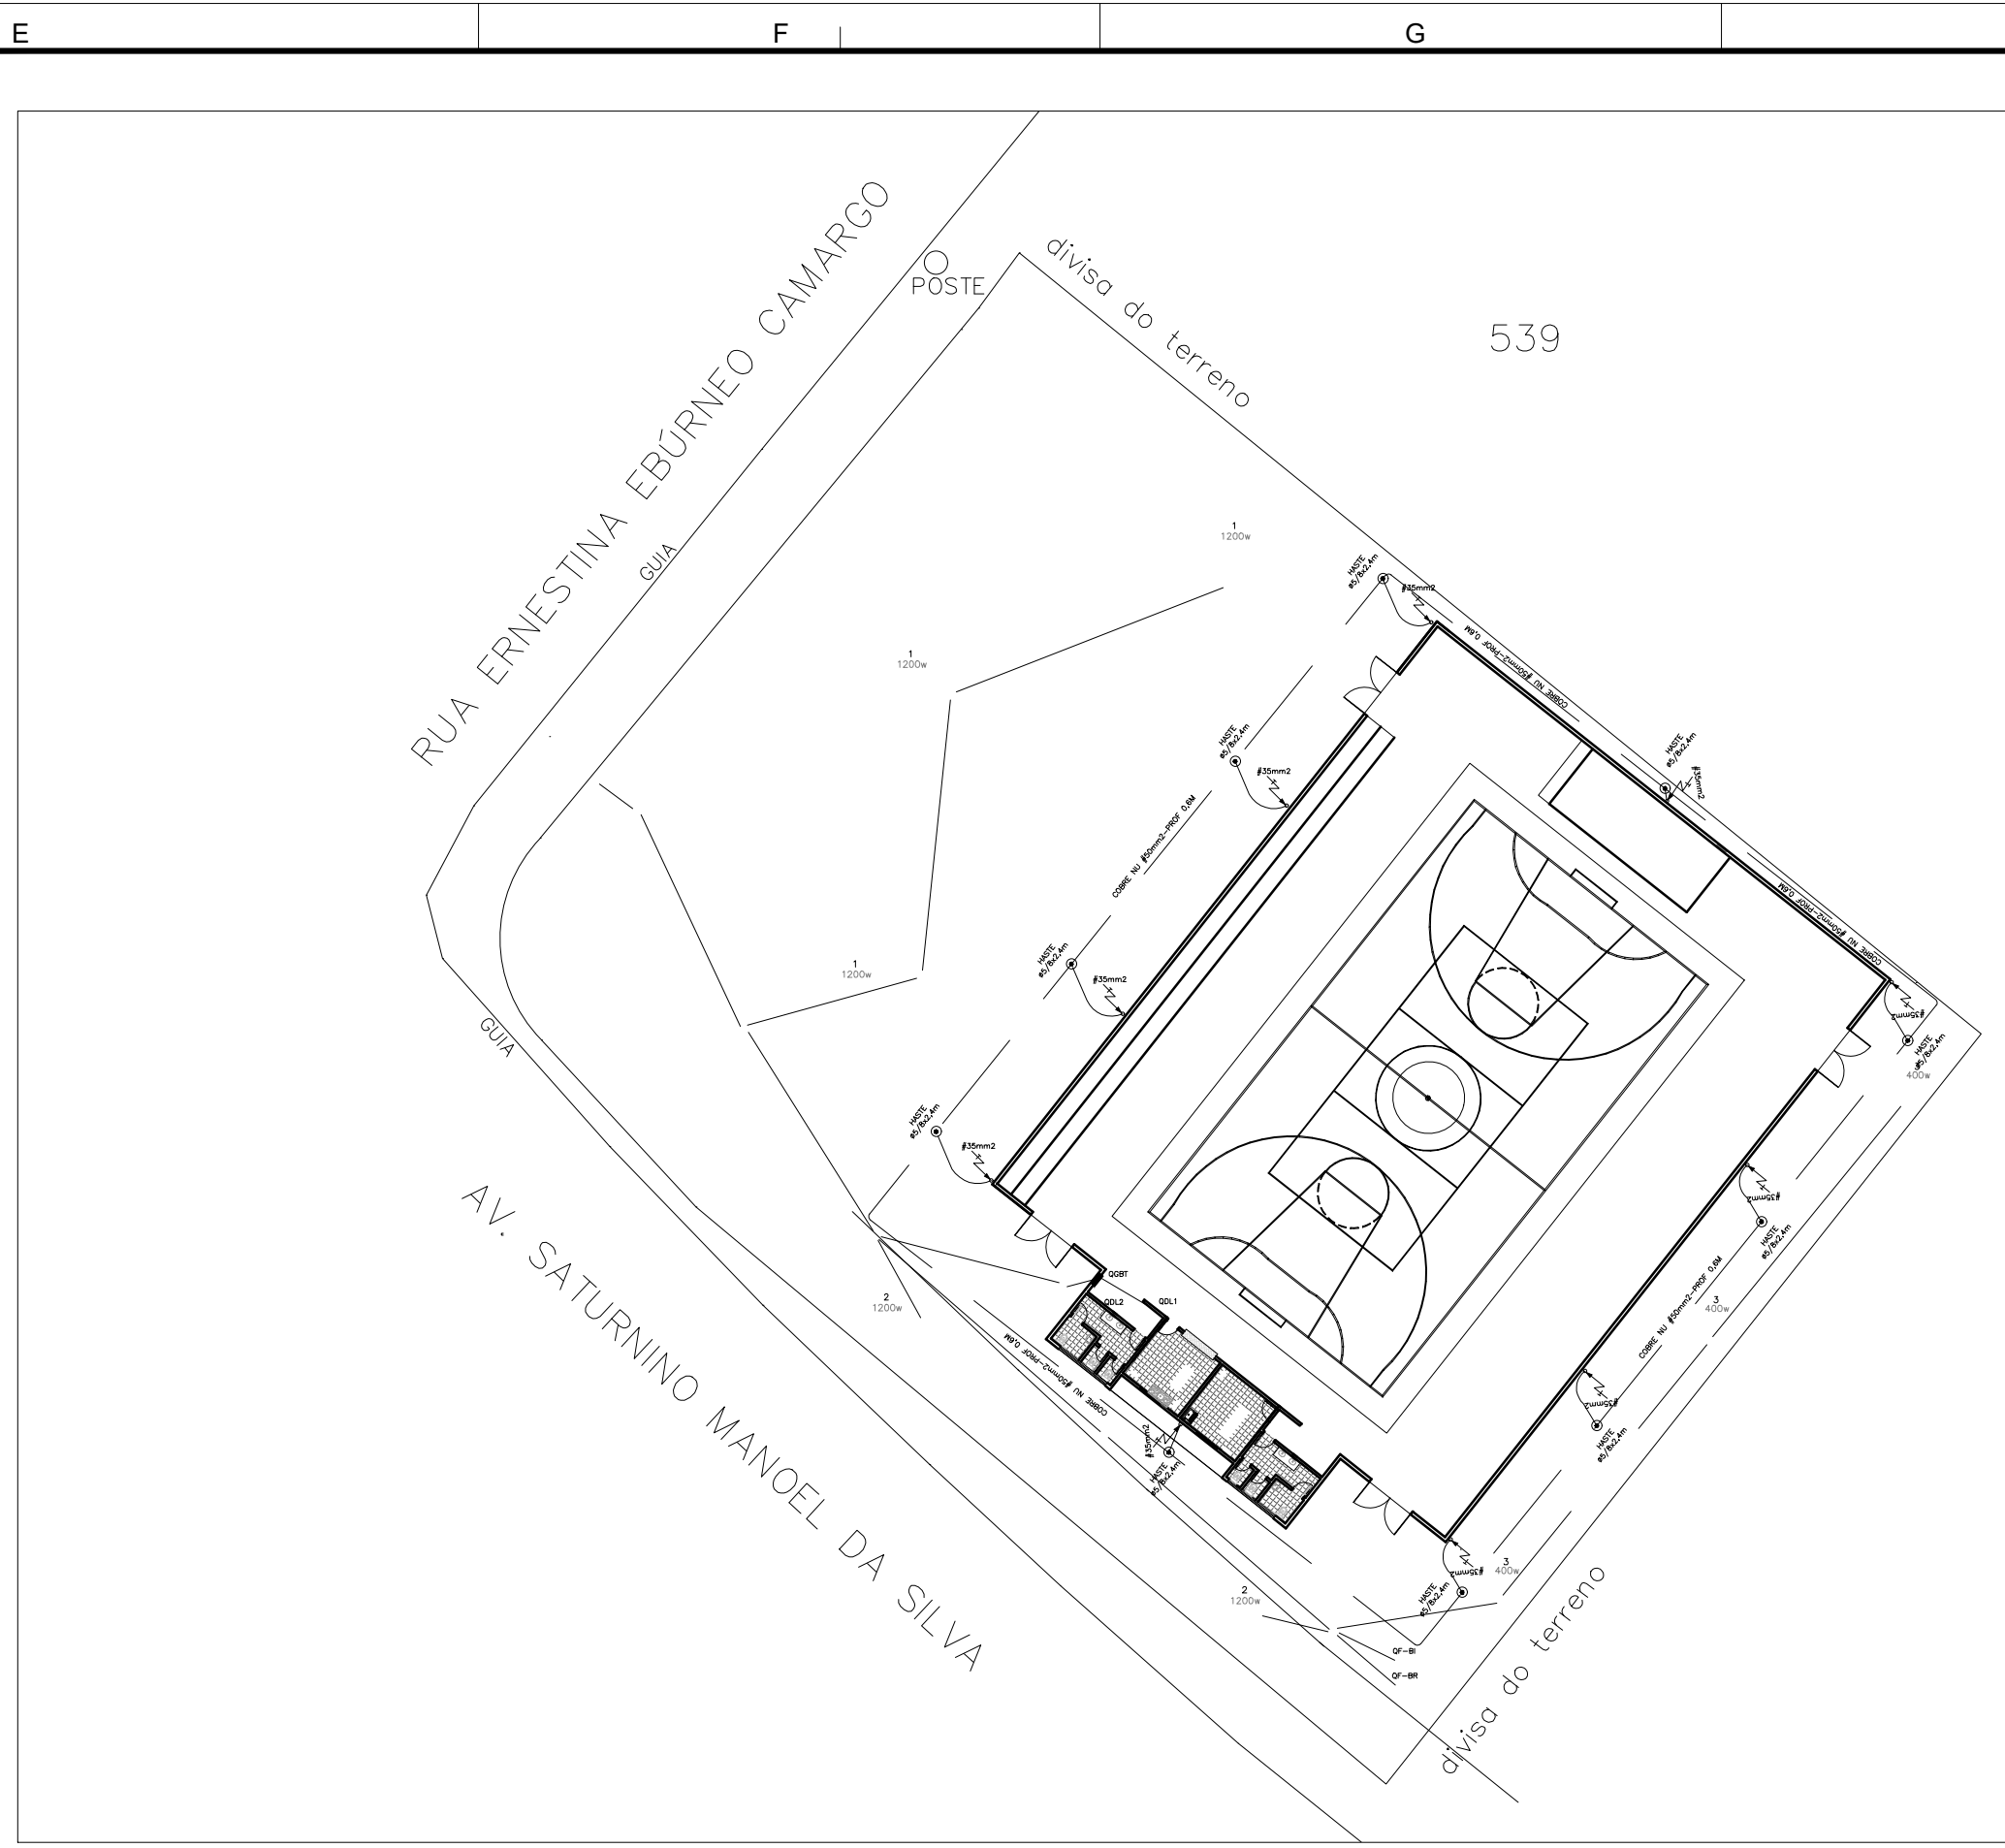 E
F
G
RUA ERNESTINA EBÚRNEO CAMARGO
POSTE
divisa do terreno
539
GUIA
1
1200w
HASTE
ø5/8x2,4m
#35mm2
COBRE NU #50mm2-PROF 0,6M
1
1200w
HASTE
ø5/8x2,4m
#35mm2
HASTE
ø5/8x2,4m
#35mm2
COBRE NU #50mm2-PROF 0,6M
COBRE NU #50mm2-PROF 0,6M
1
1200w
HASTE
ø5/8x2,4m
#35mm2
#35mm2
HASTE
ø5/8x2,4m
400w
GUIA
HASTE
ø5/8x2,4m
#35mm2
#35mm2
HASTE
ø5/8x2,4m
AV. SATURNINO MANOEL DA SILVA
QGBT
QDL2
QDL1
2
1200w
3
400w
COBRE NU #50mm2-PROF 0,6M
COBRE NU #50mm2-PROF 0,6M
#35mm2
HASTE
ø5/8x2,4m
#35mm2
HASTE
ø5/8x2,4m
3
400w
#35mm2
HASTE
ø5/8x2,4m
2
1200w
QF-BI
QF-BR
divisa do terreno